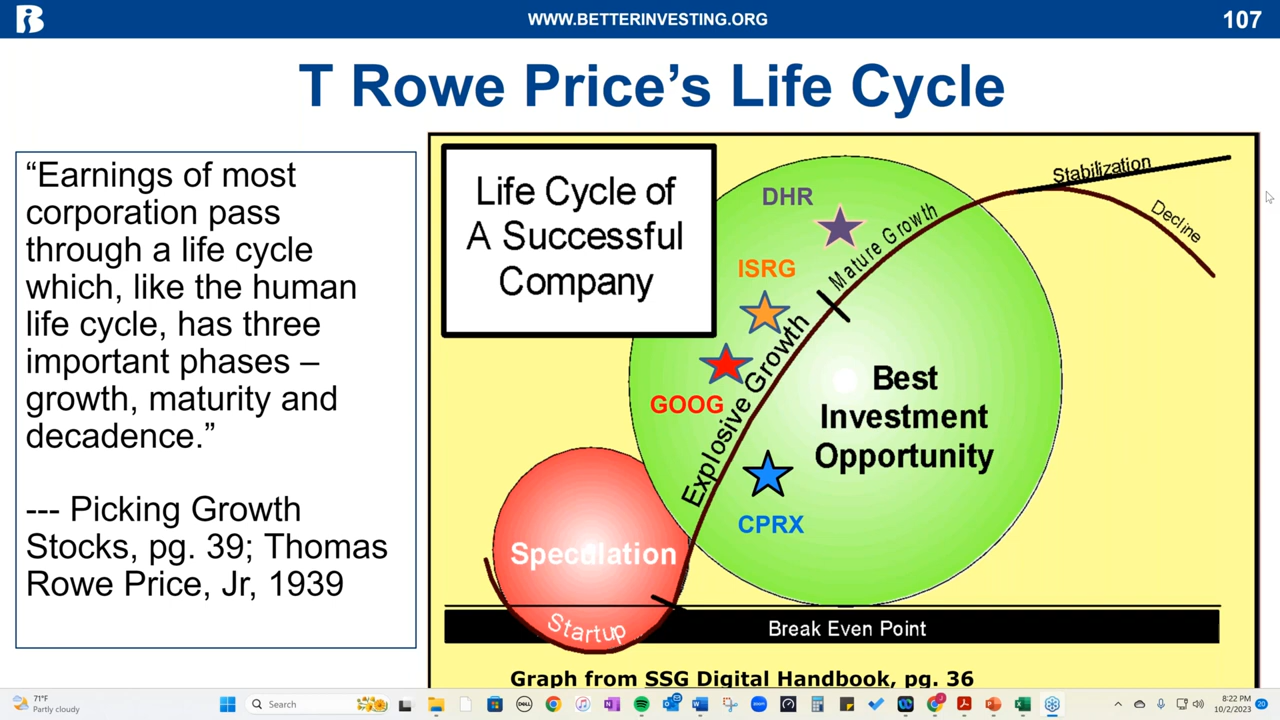 WWW.BETTERINVESTING.ORG
107
T Rowe Price’s Life Cycle
“Earnings of most
corporation pass
through a life cycle
which, like the human
life cycle, has three
important phases –
growth, maturity and
decadence.”
--- Picking Growth
Stocks, pg. 39; Thomas
Rowe Price, Jr, 1939
Life Cycle of
A Successful
Company
DHR
ISRG
GOOG
CPRX
Stabilization
Decline
Mature Growth
Explosive Growth
Best
Investment
Opportunity
Speculation
Startup
Break Even Point
Graph from SSG Digital Handbook, pg. 36
71°F
Partly cloudy
Search
DELL
zoom
8:22 PM
10/2/2023
20